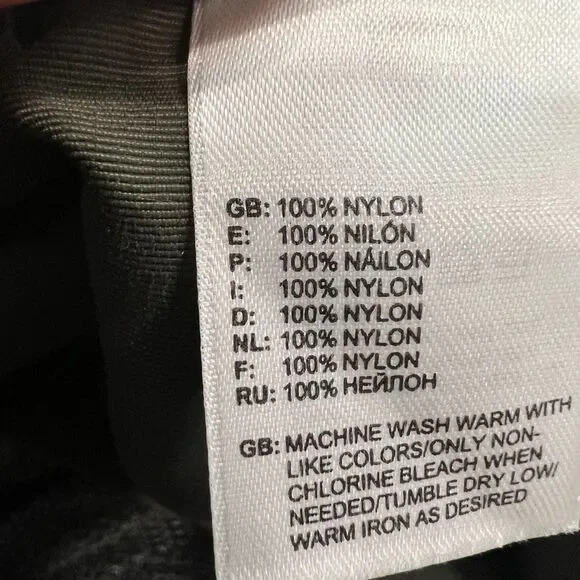 GB: 100% NYLON
E: 100% NILÓN
P: 100% NÁILON
I: 100% NYLON
D: 100% NYLON
NL: 100% NYLON
F: 100% NYLON
RU: 100% НЕЙЛОН
GB: MACHINE WASH WARM WITH
LIKE COLORS/ONLY NON-
CHLORINE BLEACH WHEN
NEEDED/TUMBLE DRY LOW/
WARM IRON AS DESIRED